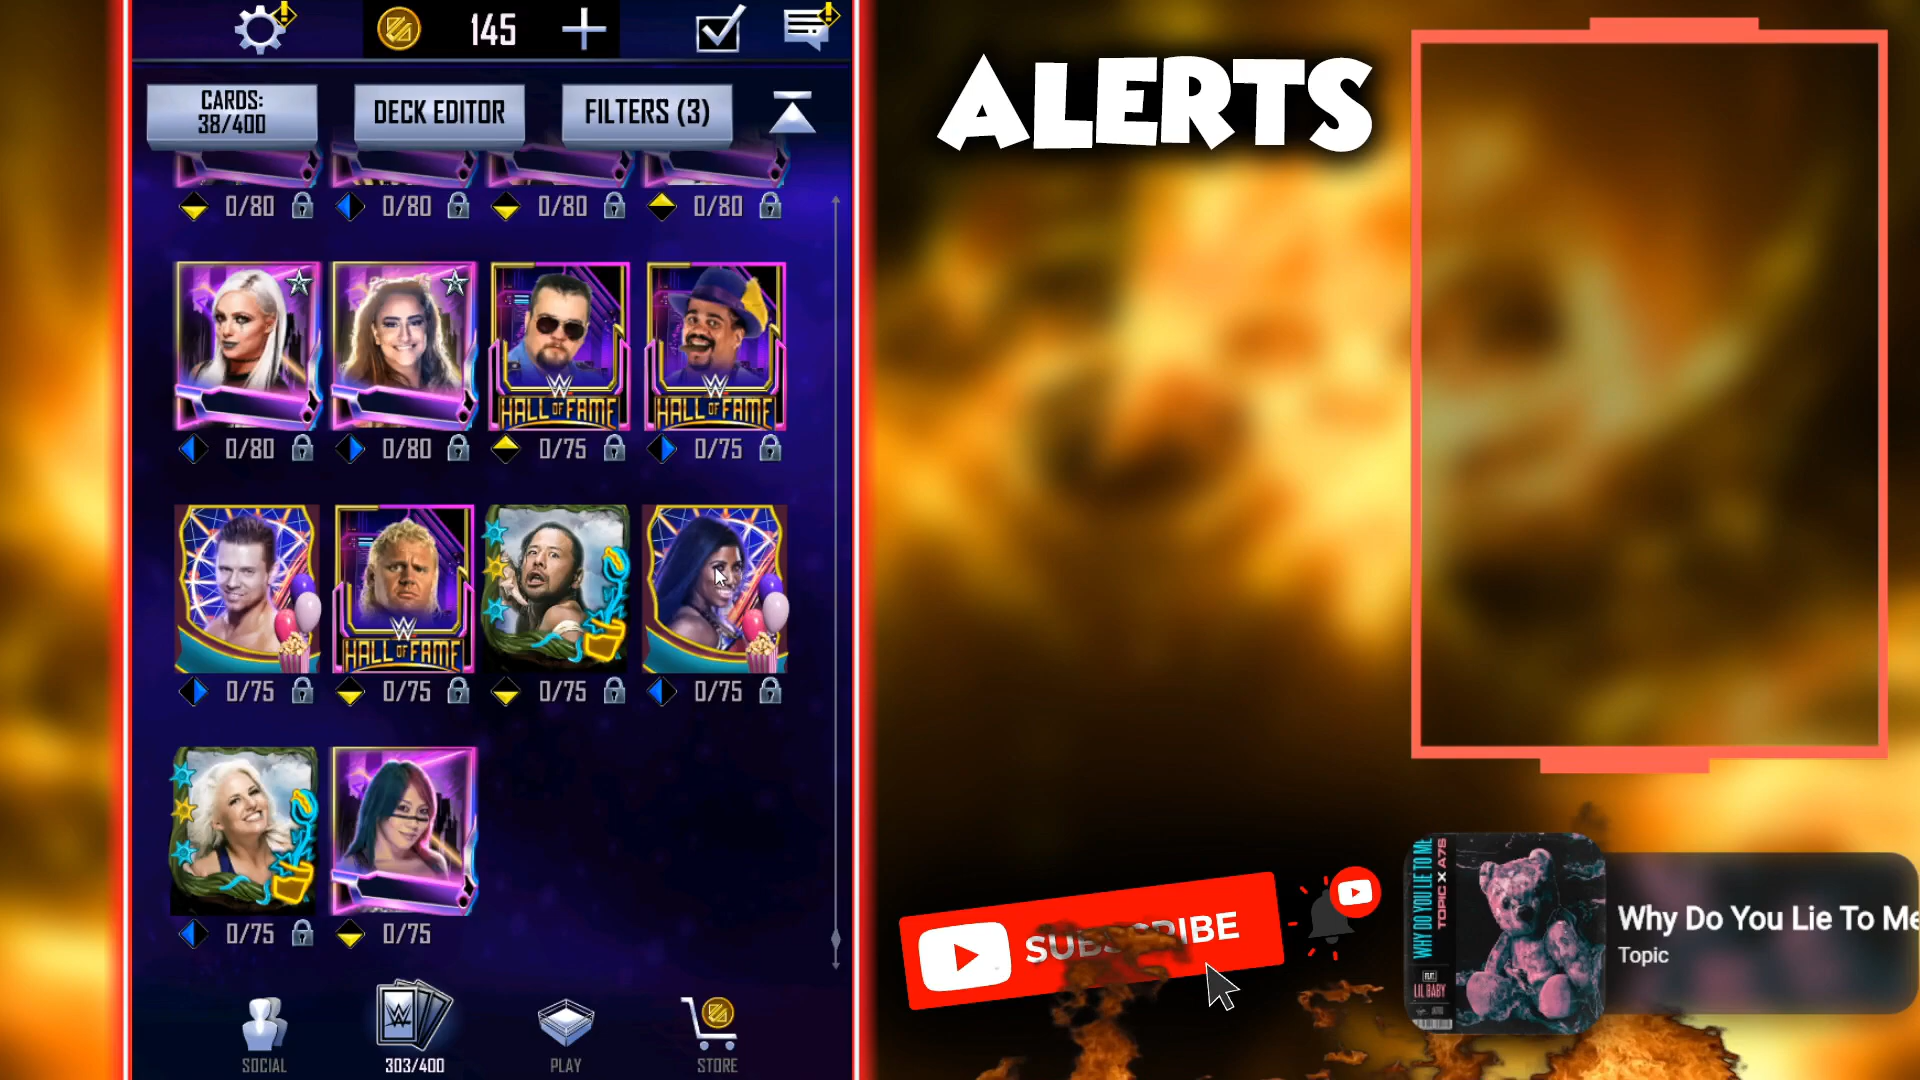 145
CARDS:
38/400
DECK EDITOR
FILTERS (3)
0/80 0/80 0/80 0/80
HALL OF FAME
HALL OF FAME
0/80 0/80 0/75 0/75
HALL OF FAME
0/75 0/75 0/75 0/75
0/75 0/75
SOCIAL
303/400
PLAY
STORE
ALERTS
SUBSCRIBE
WHY DO YOU LIE TO ME
TOPIC X A7S
LIL BABY
Why Do You Lie To Me
Topic